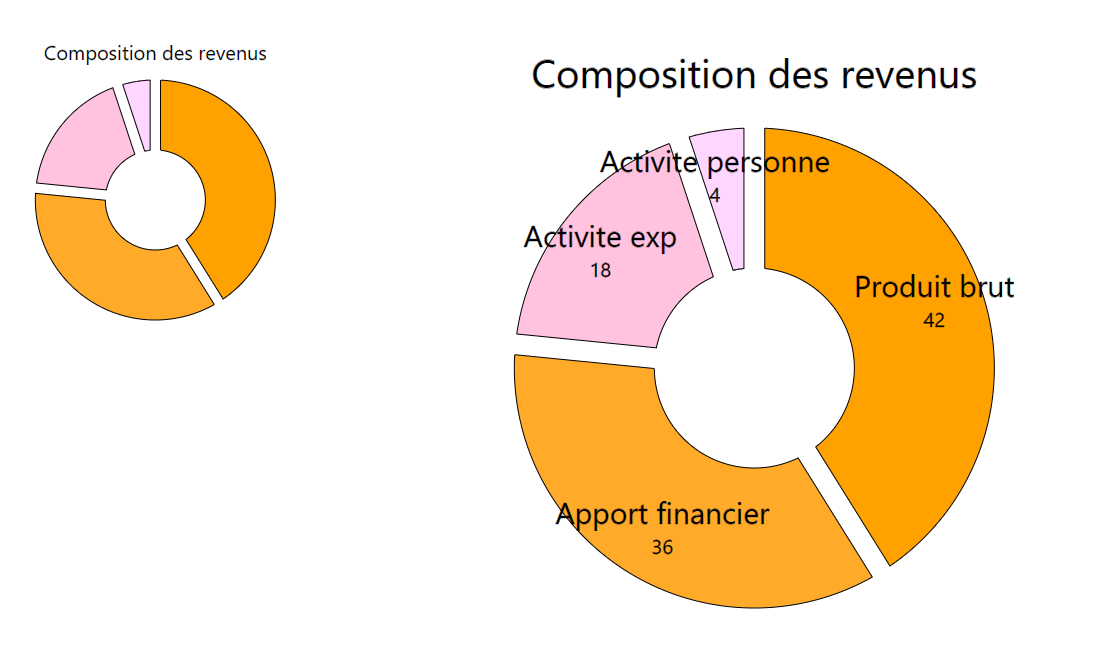 Composition des revenus
Composition des revenus
Activite personne
4
Activite exp
18
Produit brut
42
Apport financier
36